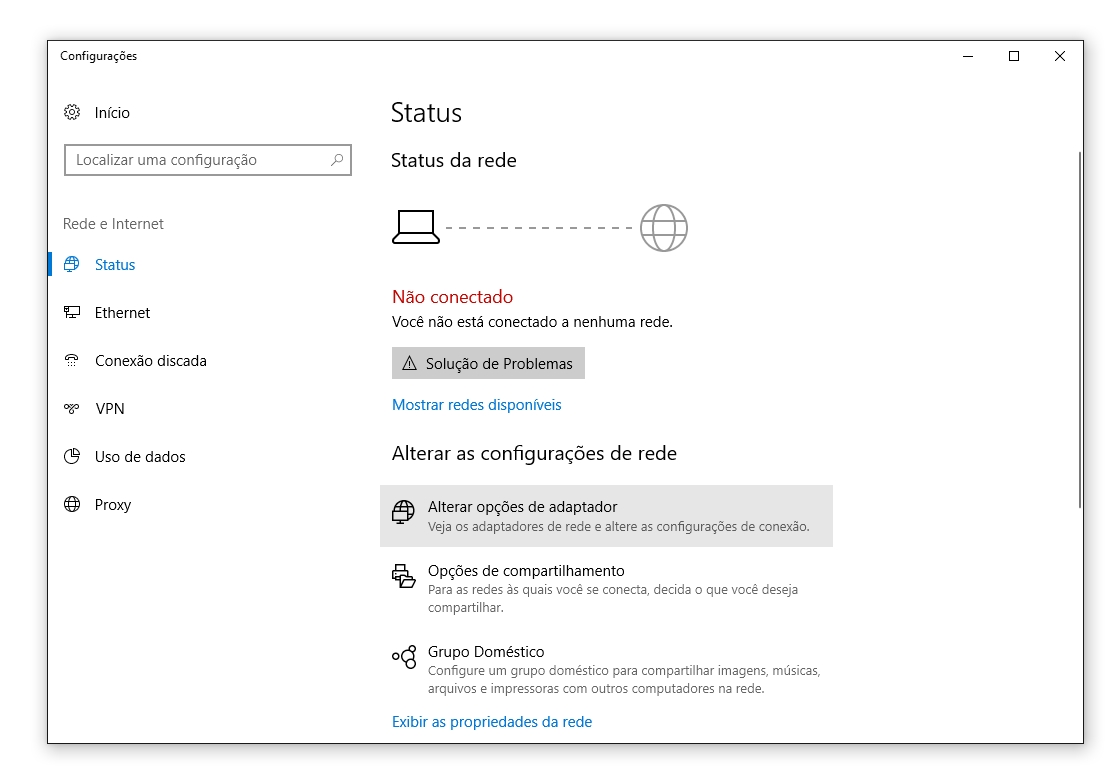 Configurações
Início
Localizar uma configuração
Rede e Internet
Status
Ethernet
Conexão discada
VPN
Uso de dados
Proxy
Status
Status da rede
Não conectado
Você não está conectado a nenhuma rede.
Solução de Problemas
Mostrar redes disponíveis
Alterar as configurações de rede
Alterar opções de adaptador
Veja os adaptadores de rede e altere as configurações de conexão.
Opções de compartilhamento
Para as redes às quais você se conecta, decida o que você deseja
compartilhar.
Grupo Doméstico
Configure um grupo doméstico para compartilhar imagens, músicas,
arquivos e impressoras com outros computadores na rede.
Exibir as propriedades da rede